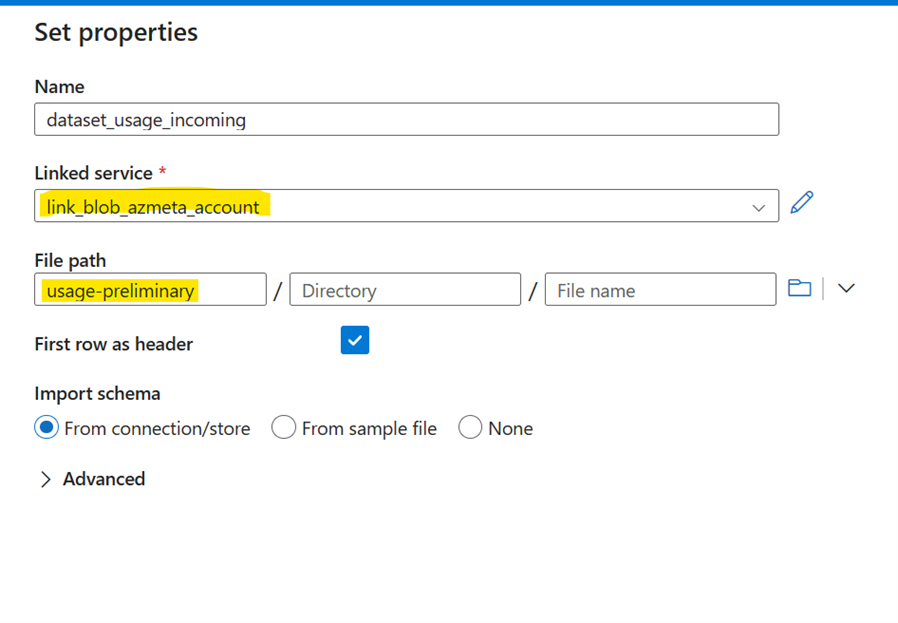 Set properties
Name
dataset_usage_incoming
Linked service *
link_blob_azmeta_account
File path
usage-preliminary / Directory / File name
First row as header
Import schema
From connection/store From sample file None
Advanced